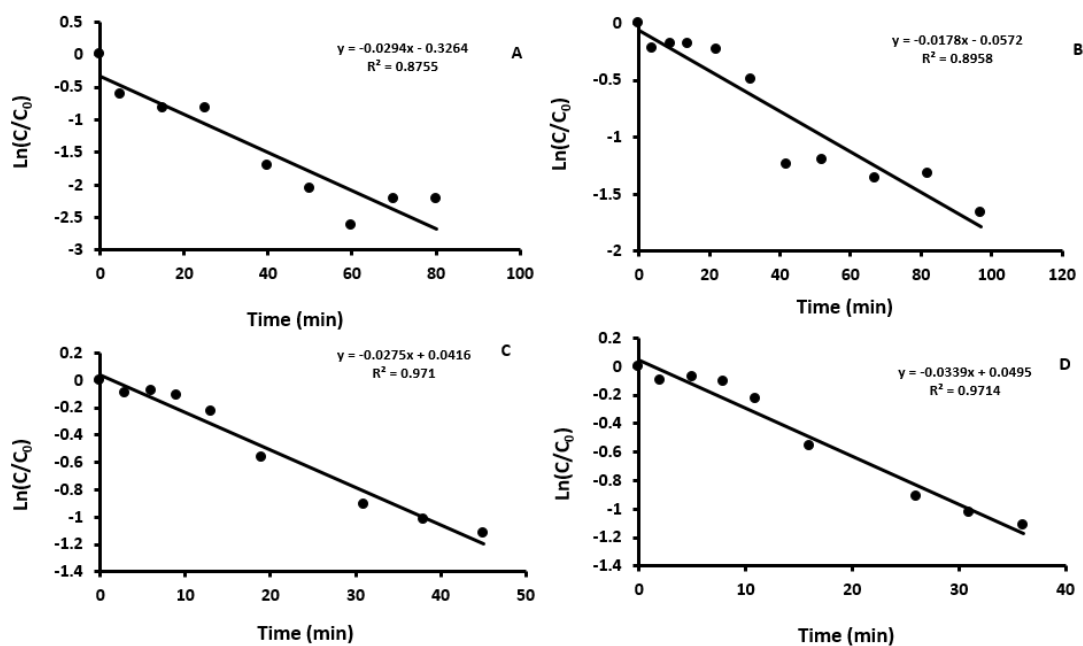 0.5
0
-0.5
-1
-1.5
-2
-2.5
-3
Ln(C/C₀)
y = -0.0294x - 0.3264
R² = 0.8755
A
0 20 40 60 80 100
Time (min)
0
-0.5
-1
-1.5
-2
Ln(C/C₀)
y = -0.0178x - 0.0572
R² = 0.8958
B
0 20 40 60 80 100 120
Time (min)
0.2
0
-0.2
-0.4
-0.6
-0.8
-1
-1.2
-1.4
Ln(C/C₀)
y = -0.0275x + 0.0416
R² = 0.971
C
0 10 20 30 40 50
Time (min)
0.2
0
-0.2
-0.4
-0.6
-0.8
-1
-1.2
-1.4
Ln(C/C₀)
y = -0.0339x + 0.0495
R² = 0.9714
D
0 10 20 30 40
Time (min)